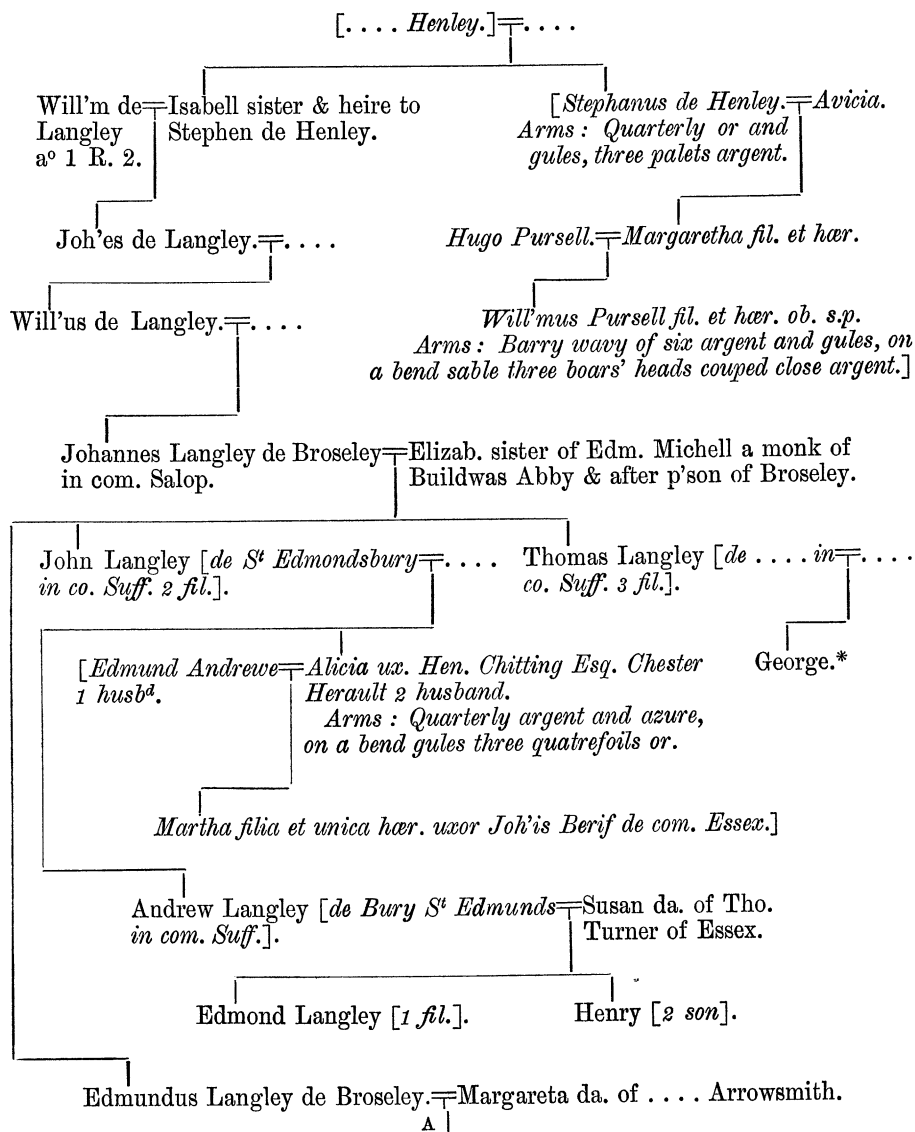 [. . . . Henley.]=. . . .
Will'm de=Isabell sister & heire to
Langley Stephen de Henley.
aº 1 R. 2.
[Stephanus de Henley.=Avicia.
Arms : Quarterly or and
gules, three palets argent.
Joh'es de Langley.=. . . .
Hugo Pursell.=Margaretha fil. et hær.
Will'us de Langley.=. . . .
Will'mus Pursell fil. et hær. ob. s.p.
Arms : Barry wavy of six argent and gules, on
a bend sable three boars' heads couped close argent.]
Johannes Langley de Broseley=Elizab. sister of Edm. Michell a monk of
in com. Salop. Buildwas Abby & after p'son of Broseley.
John Langley [de Sᵗ Edmondsbury=. . . .
in co. Suff. 2 fil.].
Thomas Langley [de . . . . in=. . . .
co. Suff. 3 fil.].
[Edmund Andrewe=Alicia ux. Hen. Chitting Esq. Chester
1 husbᵈ. Herault 2 husband.
Arms : Quarterly argent and azure,
on a bend gules three quatrefoils or.
George.*
Martha filia et unica hær. uxor Joh'is Berif de com. Essex.]
Andrew Langley [de Bury Sᵗ Edmunds=Susan da. of Tho.
in com. Suff.]. Turner of Essex.
Edmond Langley [1 fil.]. Henry [2 son].
Edmundus Langley de Broseley.=Margareta da. of . . . . Arrowsmith.
A